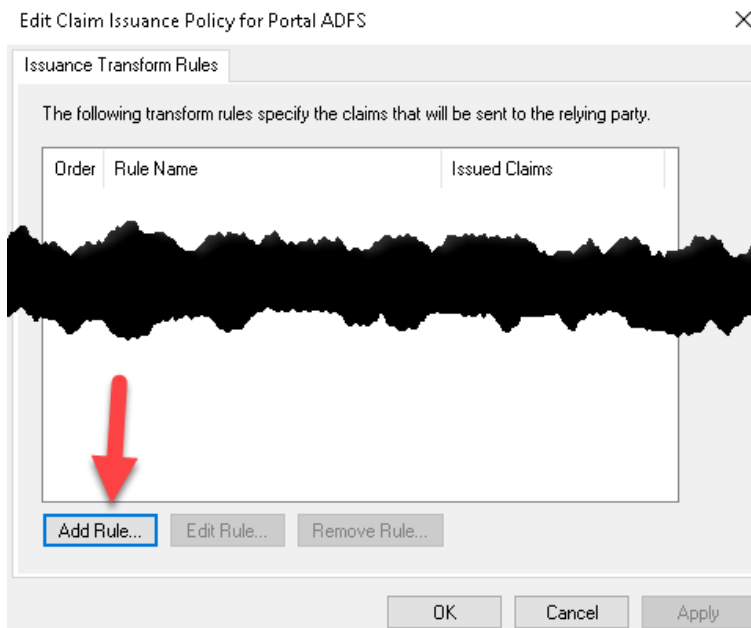 Edit Claim Issuance Policy for Portal ADFS
Issuance Transform Rules
The following transform rules specify the claims that will be sent to the relying party.
Order Rule Name Issued Claims
Add Rule... Edit Rule... Remove Rule...
OK Cancel Apply